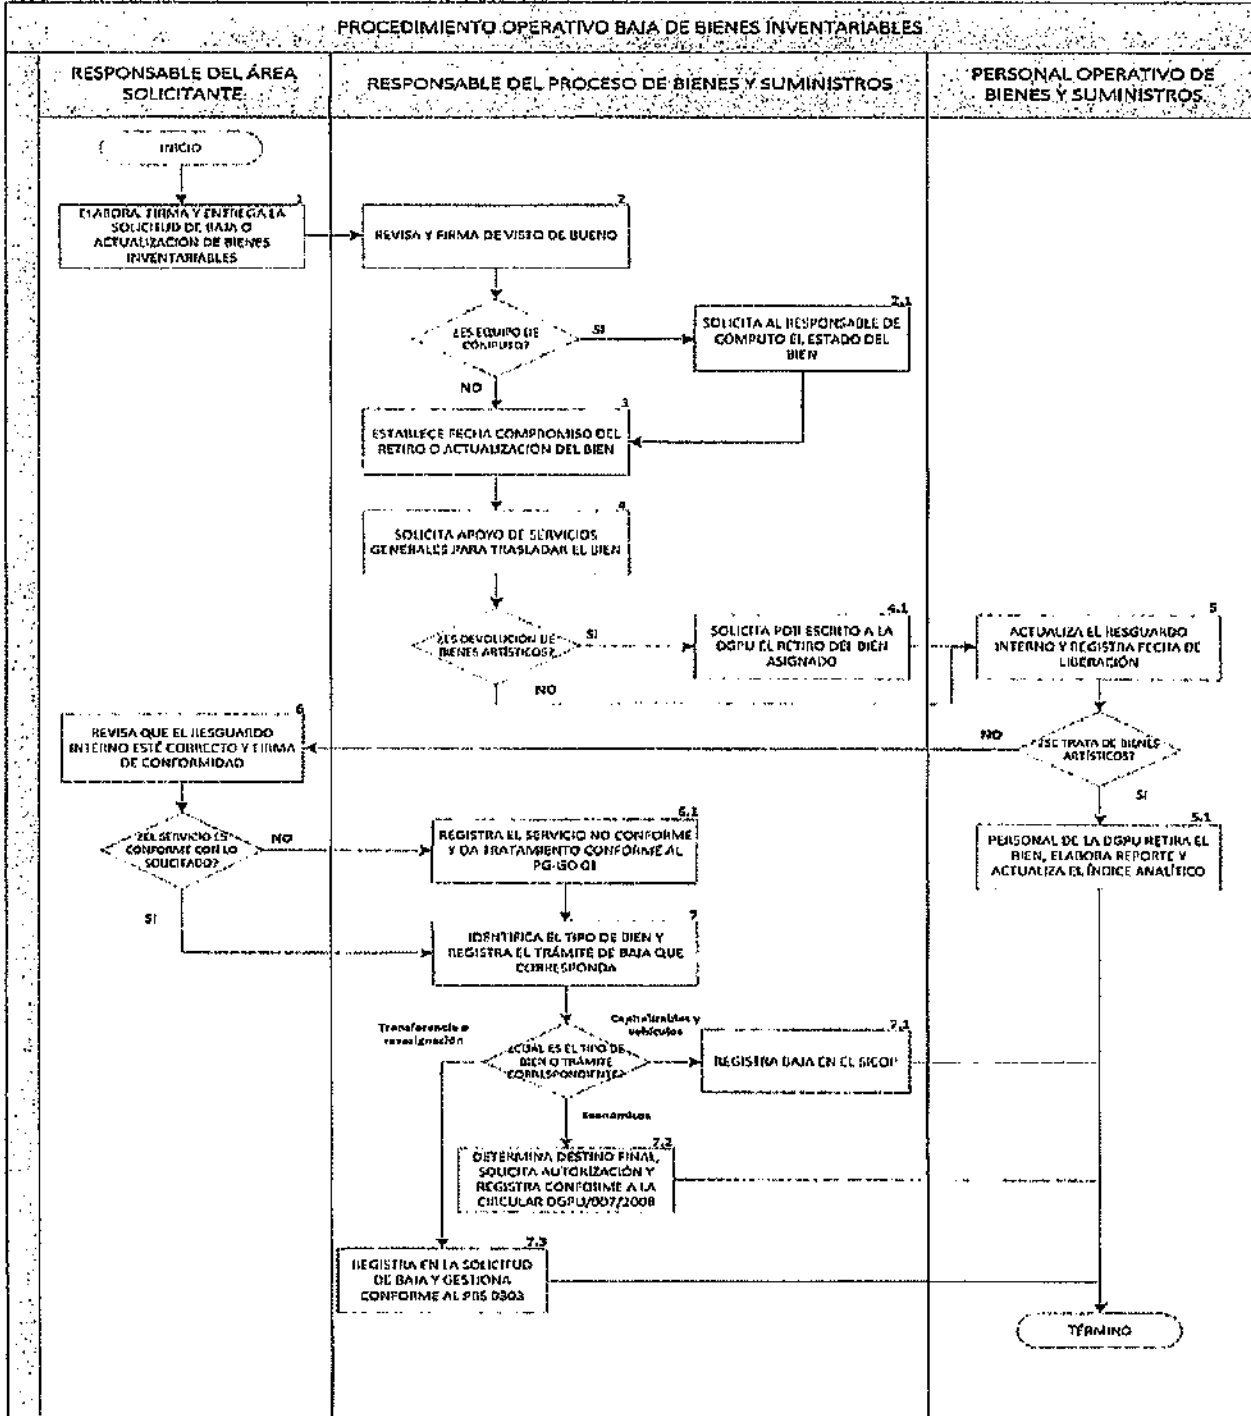 PROCEDIMIENTO OPERATIVO BAJA DE BIENES INVENTARIABLES
RESPONSABLE DEL ÁREA
SOLICITANTE
RESPONSABLE DEL PROCESO DE BIENES Y SUMINISTROS
PERSONAL OPERATIVO DE
BIENES Y SUMINISTROS
INICIO
1
ELABORA, FIRMA Y ENTREGA LA
SOLICITUD DE BAJA O
ACTUALIZACIÓN DE BIENES
INVENTARIABLES
2
REVISA Y FIRMA DE VISTO DE BUENO
¿ES EQUIPO DE
CÓMPUTO?
SI
NO
2.1
SOLICITA AL RESPONSABLE DE
CÓMPUTO EL ESTADO DEL
BIEN
3
ESTABLECE FECHA COMPROMISO DEL
RETIRO O ACTUALIZACIÓN DEL BIEN
4
SOLICITA APOYO DE SERVICIOS
GENERALES PARA TRASLADAR EL BIEN
¿ES DEVOLUCIÓN DE
BIENES ARTÍSTICOS?
SI
NO
4.1
SOLICITA POR ESCRITO A LA
DGPU EL RETIRO DEL BIEN
ASIGNADO
5
ACTUALIZA EL RESGUARDO
INTERNO Y REGISTRA FECHA DE
LIBERACIÓN
¿SE TRATA DE BIENES
ARTÍSTICOS?
NO
SI
5.1
PERSONAL DE LA DGPU RETIRA EL
BIEN, ELABORA REPORTE Y
ACTUALIZA EL ÍNDICE ANALÍTICO
6
REVISA QUE EL RESGUARDO
INTERNO ESTÉ CORRECTO Y FIRMA
DE CONFORMIDAD
¿EL SERVICIO ES
CONFORME CON LO
SOLICITADO?
NO
SI
6.1
REGISTRA EL SERVICIO NO CONFORME
Y DA TRATAMIENTO CONFORME AL
PG-GO 01
7
IDENTIFICA EL TIPO DE BIEN Y
REGISTRA EL TRÁMITE DE BAJA QUE
CORRESPONDA
Transferencia o
reasignación
Capitalizables y
vehículos
¿CUÁL ES EL TIPO DE
BIEN O TRÁMITE
CORRESPONDIENTE?
Económicos
7.1
REGISTRA BAJA EN EL SICOP
7.2
DETERMINA DESTINO FINAL,
SOLICITA AUTORIZACIÓN Y
REGISTRA CONFORME A LA
CIRCULAR DGPU/007/2008
7.3
REGISTRA EN LA SOLICITUD
DE BAJA Y GESTIONA
CONFORME AL PBS 0303
TÉRMINO